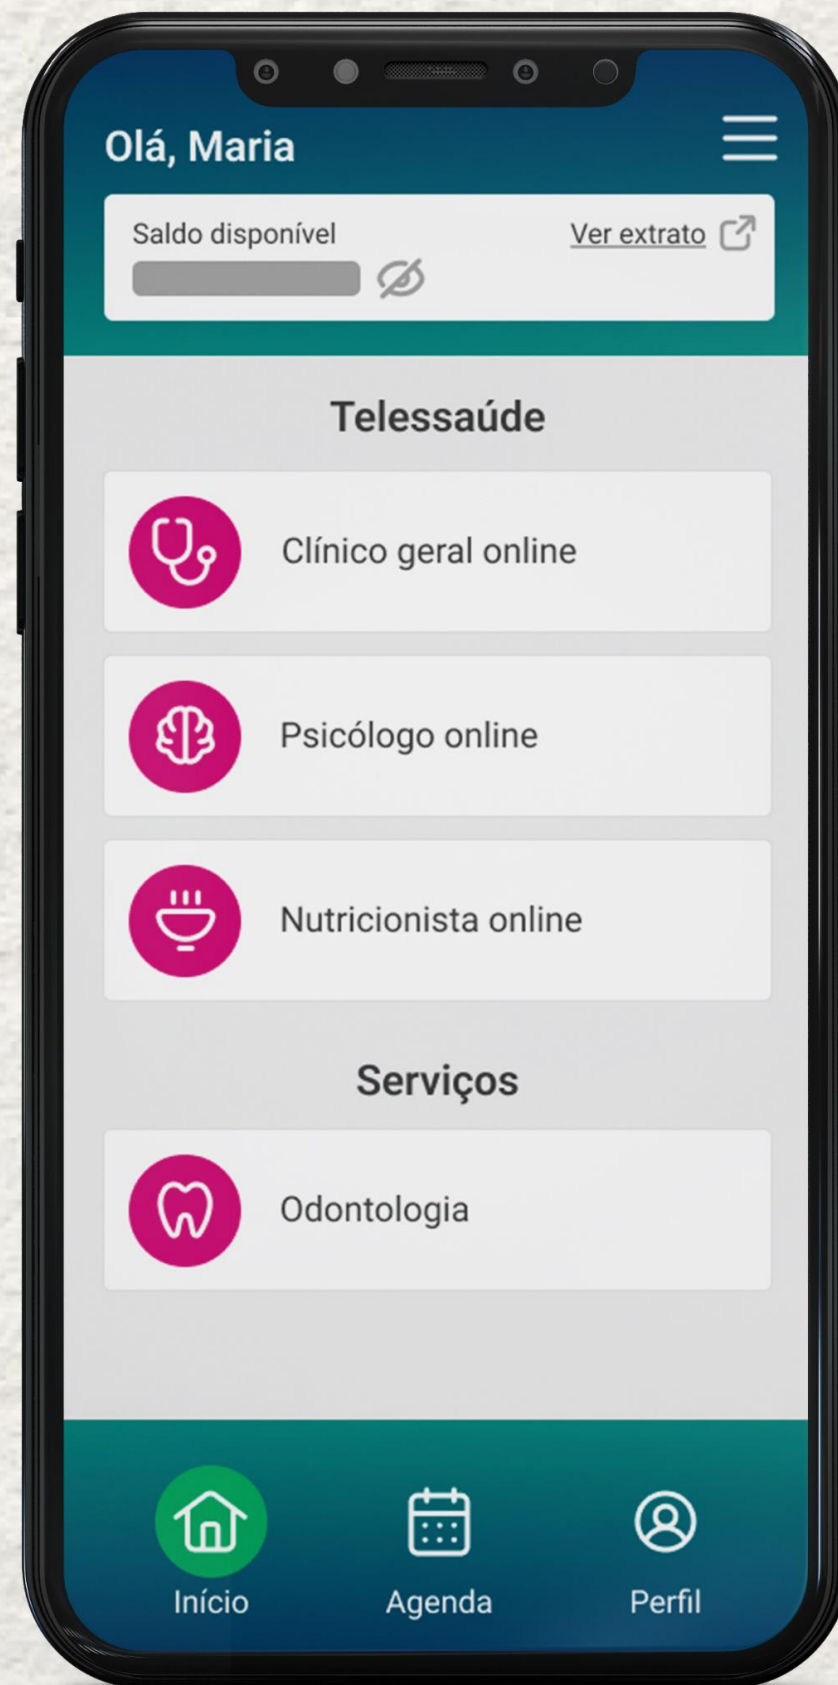 Olá, Maria
Saldo disponível
Ver extrato
Telessaúde
Clínico geral online
Psicólogo online
Nutricionista online
Serviços
Odontologia
Início
Agenda
Perfil